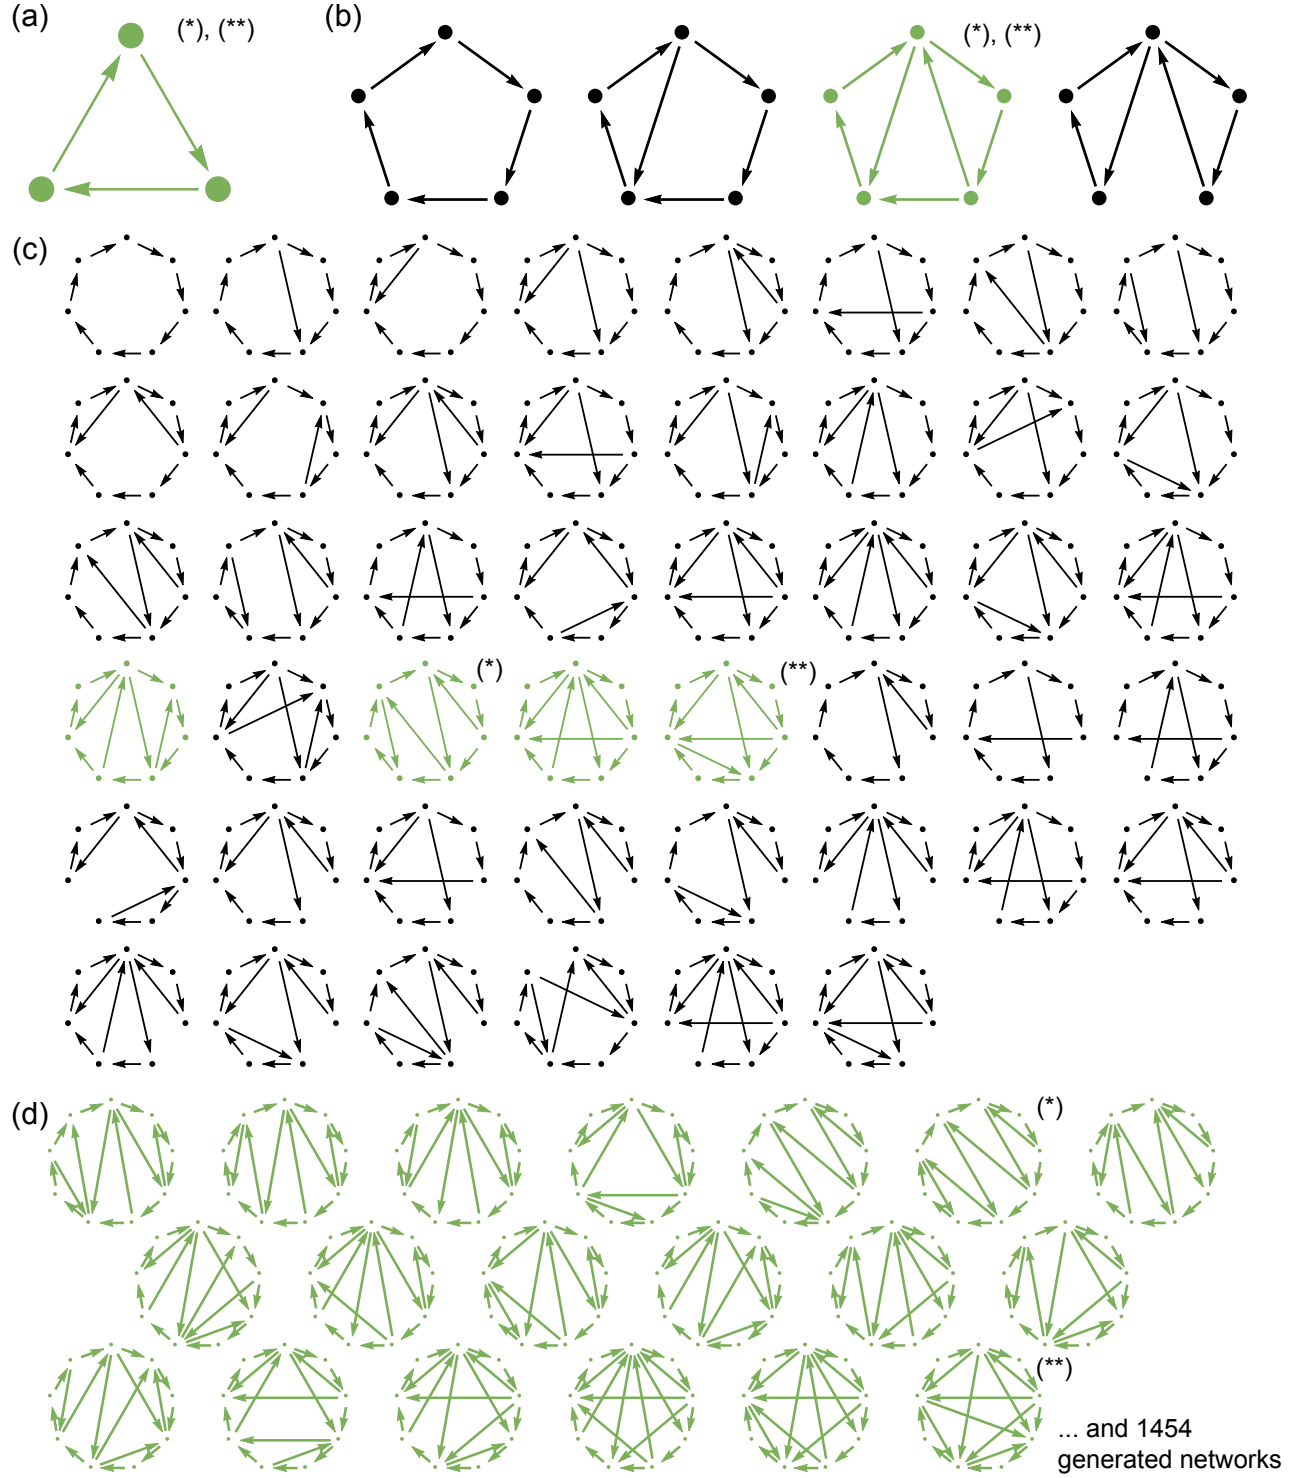 (a)
(*), (**)
(b)
(*), (**)
(c)
(*)
(**)
(d)
(*)
(**)
... and 1454
generated networks